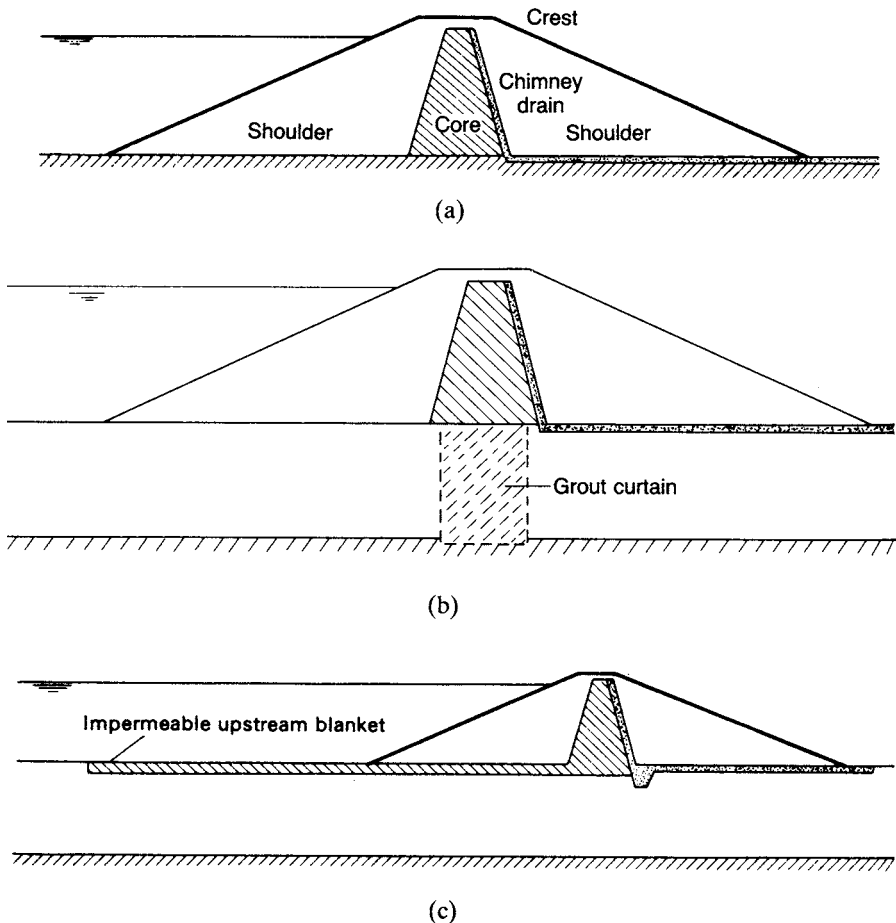 Crest
Chimney
drain
Shoulder
Core
Shoulder
(a)
Grout curtain
(b)
Impermeable upstream blanket
(c)